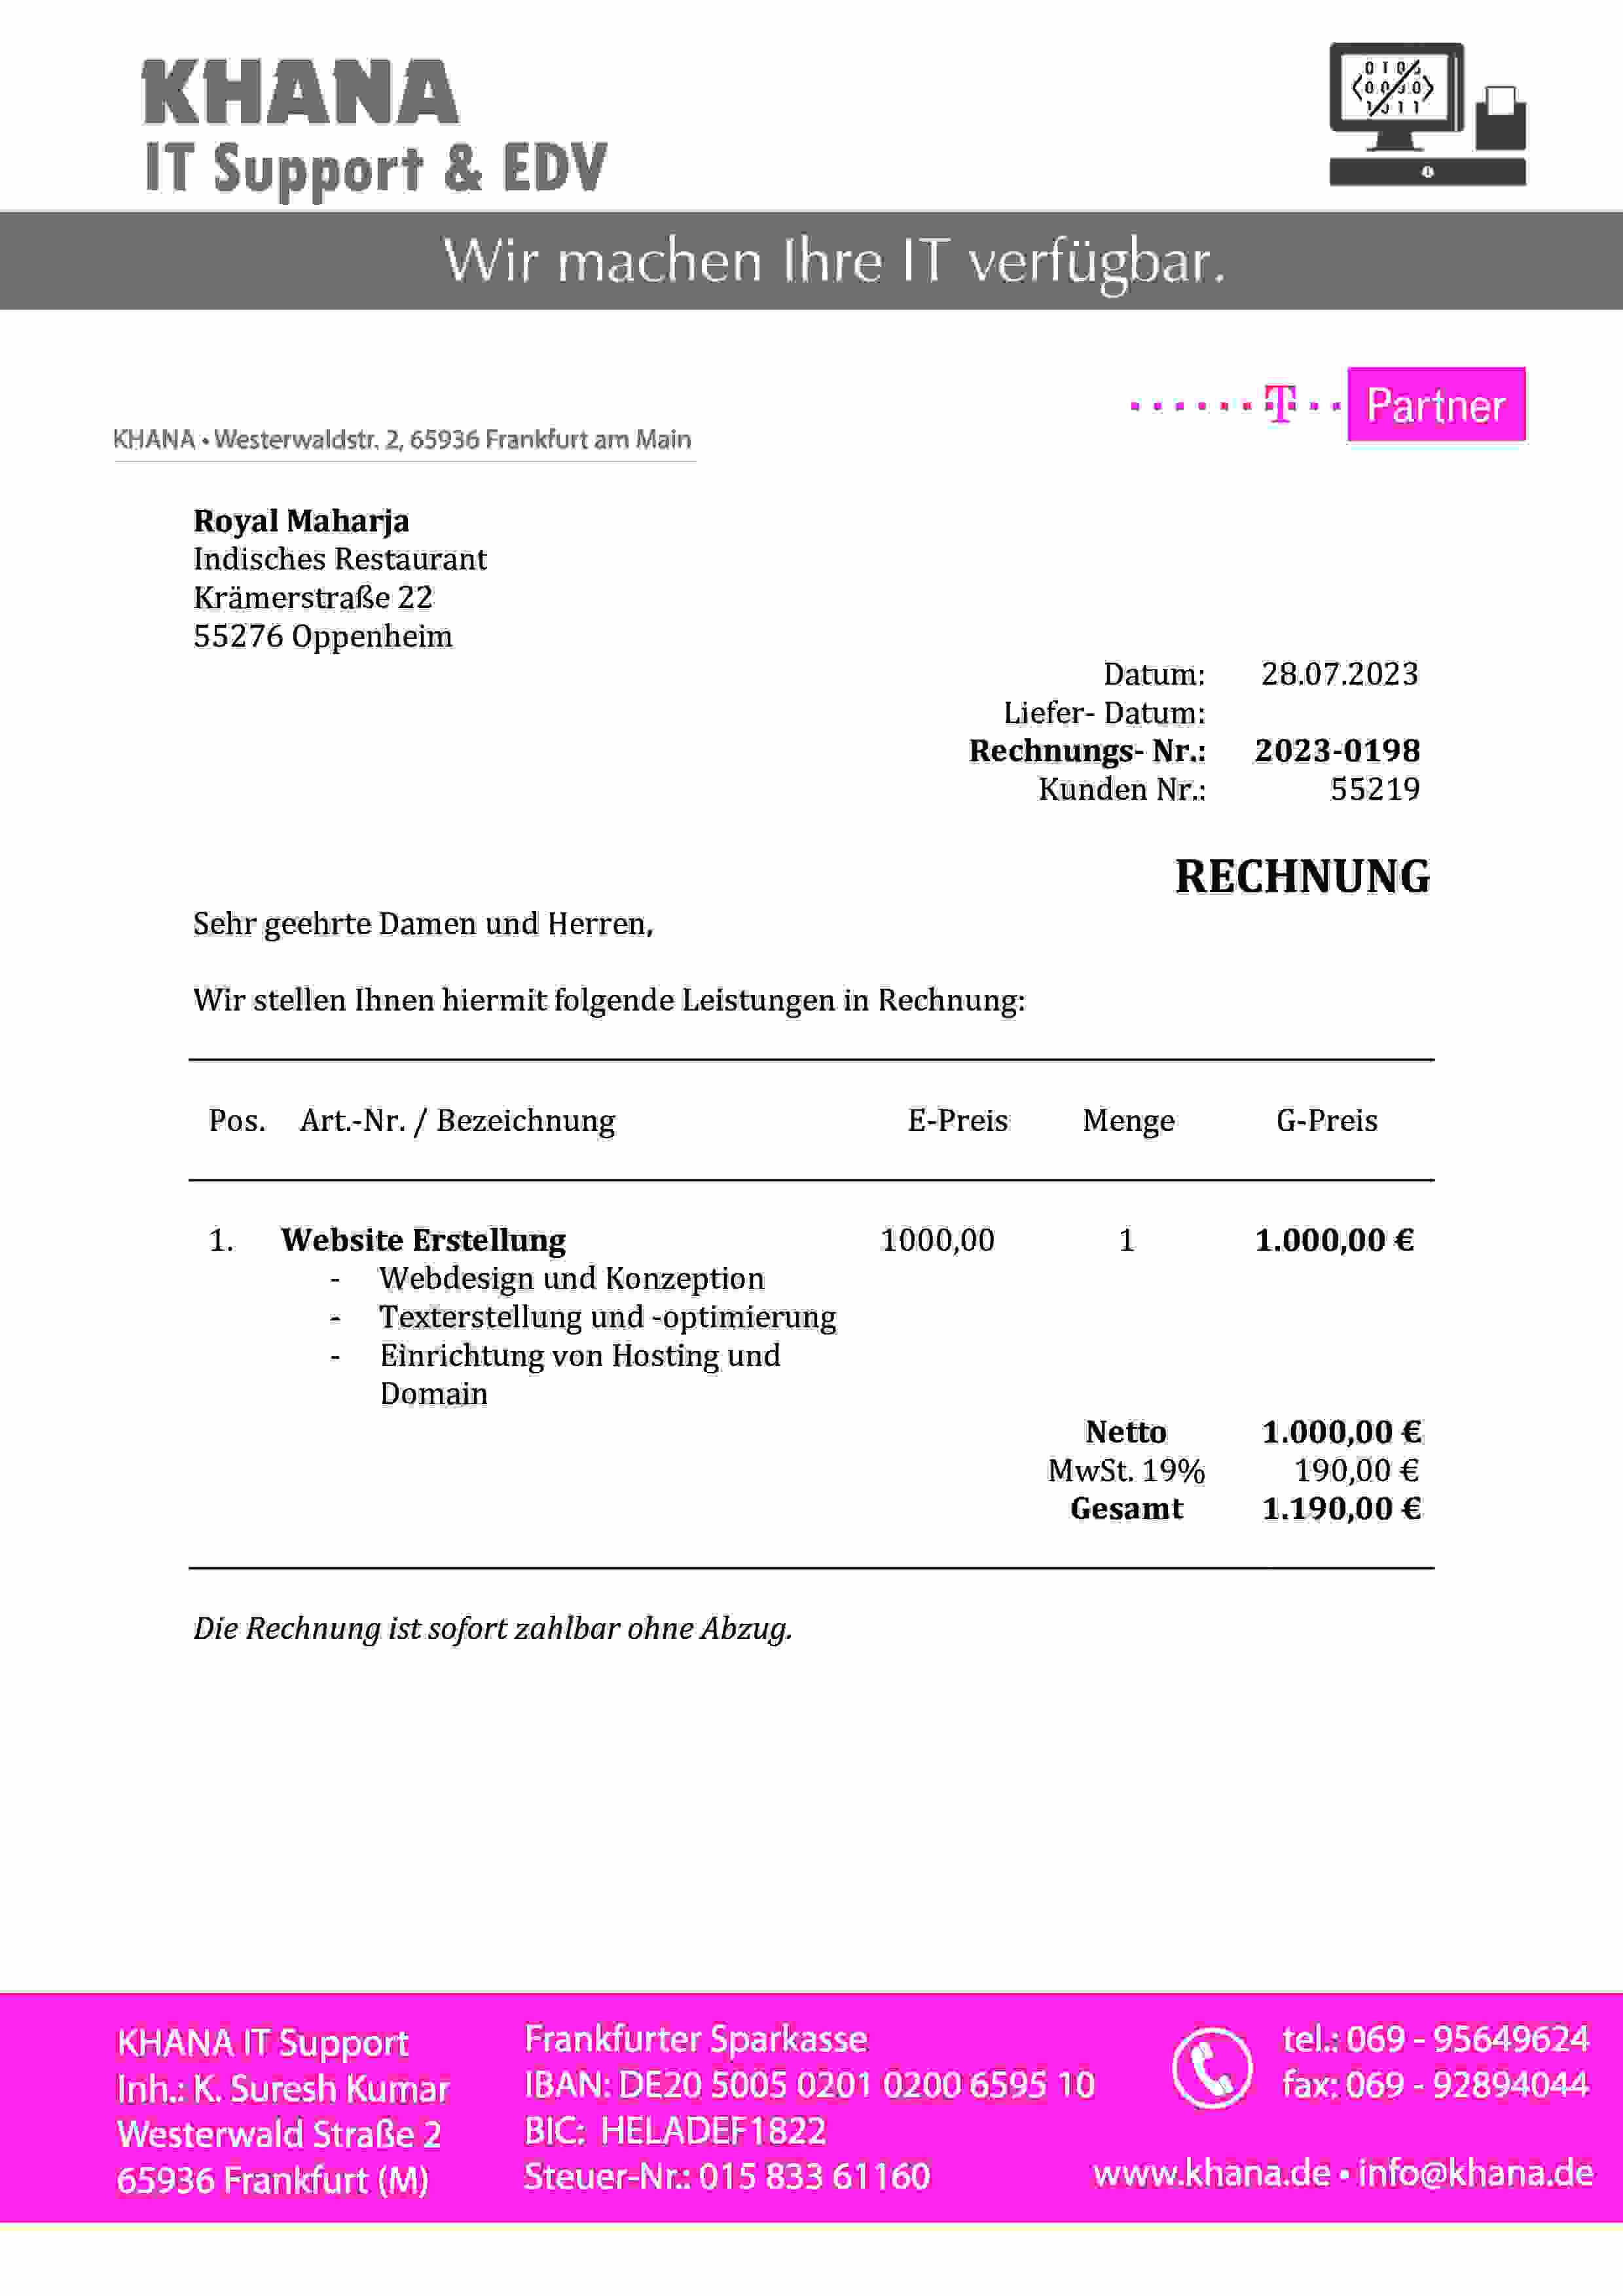 KHANA
IT Support & EDV
Wir machen Ihre IT verfügbar.
T Partner
KHANA • Westerwaldstr. 2, 65936 Frankfurt am Main
Royal Maharja
Indisches Restaurant
Krämerstraße 22
55276 Oppenheim
Datum: 28.07.2023
Liefer- Datum:
Rechnungs- Nr.: 2023-0198
Kunden Nr.: 55219
RECHNUNG
Sehr geehrte Damen und Herren,
Wir stellen Ihnen hiermit folgende Leistungen in Rechnung:
Pos. Art.-Nr. / Bezeichnung E-Preis Menge G-Preis
1. Website Erstellung 1000,00 1 1.000,00 €
- Webdesign und Konzeption
- Texterstellung und -optimierung
- Einrichtung von Hosting und
Domain
Netto 1.000,00 €
MwSt. 19% 190,00 €
Gesamt 1.190,00 €
Die Rechnung ist sofort zahlbar ohne Abzug.
KHANA IT Support
Inh.: K. Suresh Kumar
Westerwald Straße 2
65936 Frankfurt (M)
Frankfurter Sparkasse
IBAN: DE20 5005 0201 0200 6595 10
BIC: HELADEF1822
Steuer-Nr.: 015 833 61160
tel.: 069 - 95649624
fax: 069 - 92894044
www.khana.de • info@khana.de